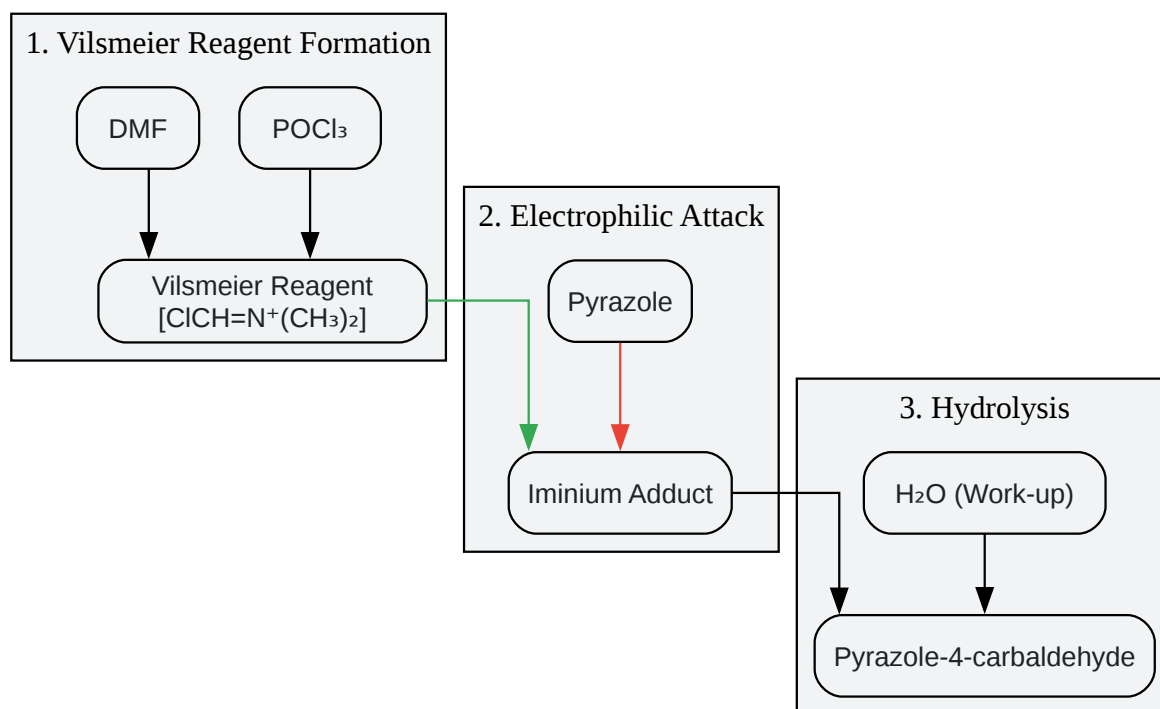 1. Vilsmeier Reagent Formation
DMF
POCl₃
Vilsmeier Reagent
[ClCH=N⁺(CH₃)₂]
2. Electrophilic Attack
Pyrazole
Iminium Adduct
3. Hydrolysis
H₂O (Work-up)
Pyrazole-4-carbaldehyde